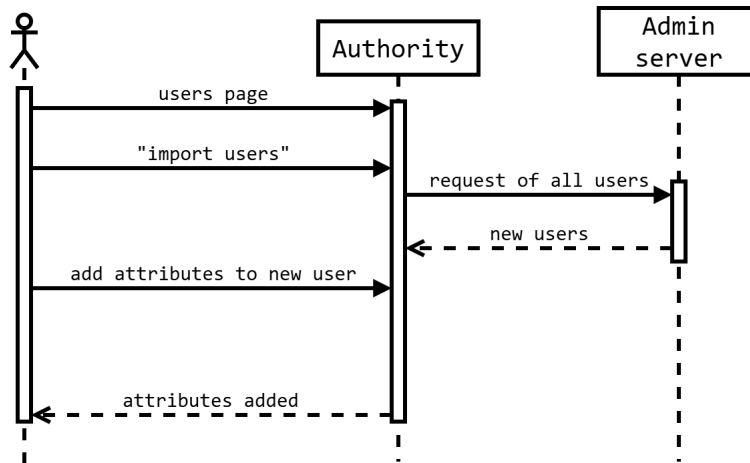 Authority
Admin
server
users page
"import users"
request of all users
new users
add attributes to new user
attributes added